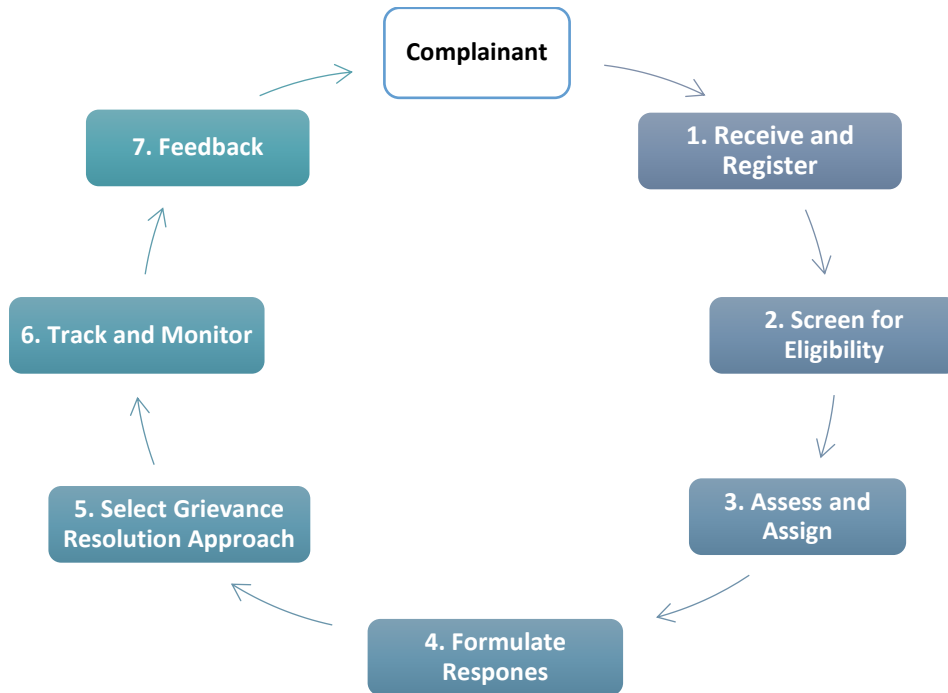 Complainant
1. Receive and
Register
2. Screen for
Eligibility
3. Assess and
Assign
4. Formulate
Respones
5. Select Grievance
Resolution Approach
6. Track and Monitor
7. Feedback